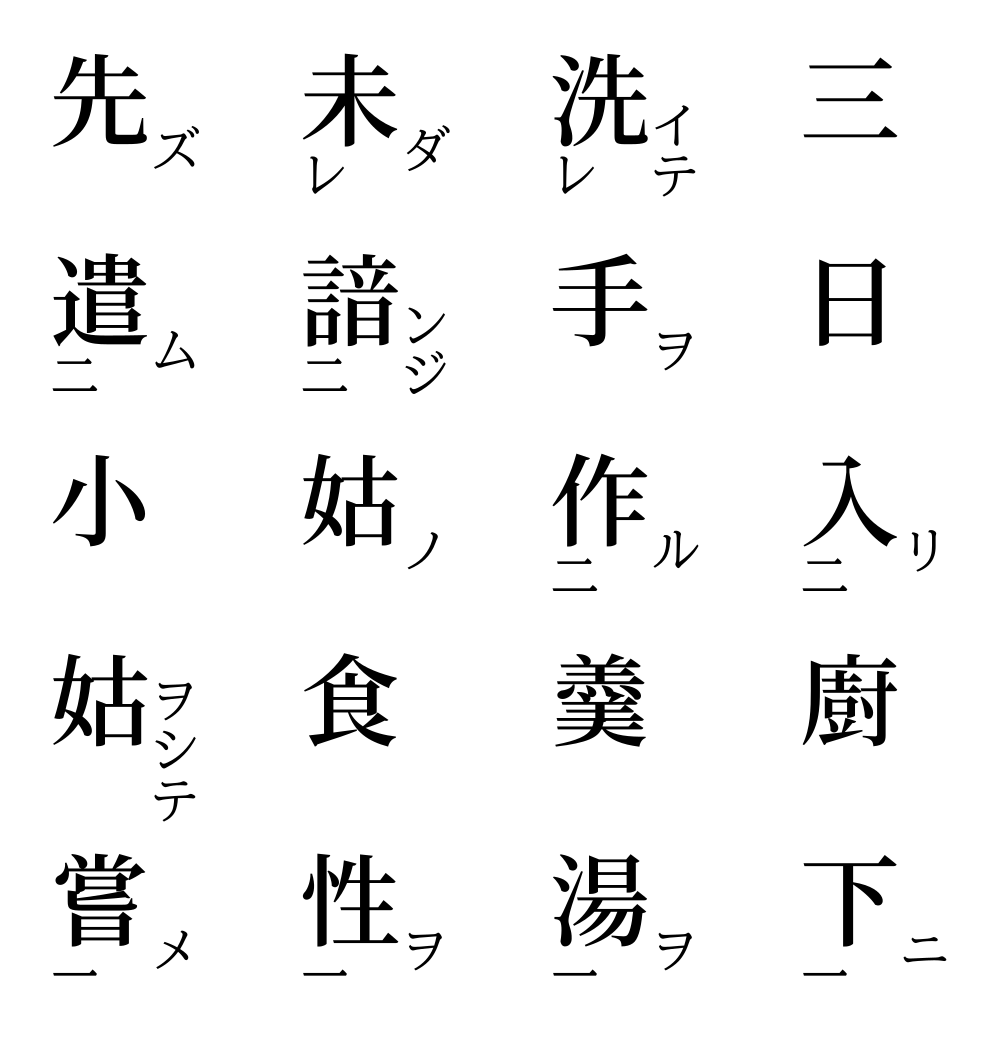 三日入リ二厨下ニ一
洗イテレ手ヲ作ル二羹湯ヲ一
未ダレ諳ンジ二姑ノ食性ヲ一
先ズ遣ム二小姑ヲシテ嘗メ一